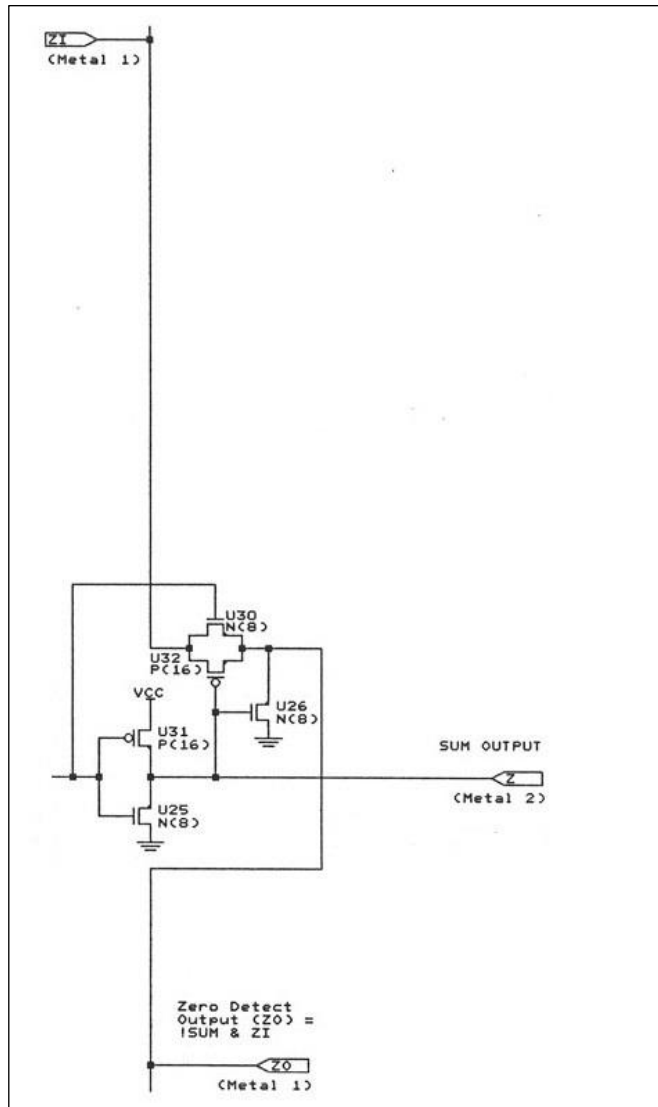 ZI
(Metal 1)
U30
N(8)
U32
P(16)
VCC
U26
N(8)
U31
P(16)
SUM OUTPUT
Z
(Metal 2)
U25
N(8)
Zero Detect
Output (ZO) =
!SUM & ZI
ZO
(Metal 1)